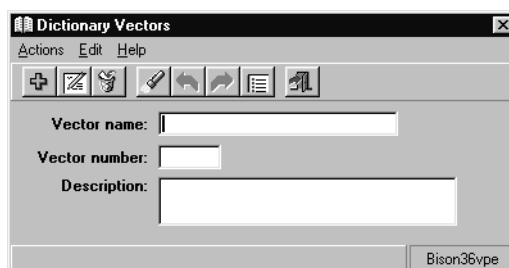 Dictionary Vectors
Actions Edit Help
Vector name:
Vector number:
Description:
Bison36vpe